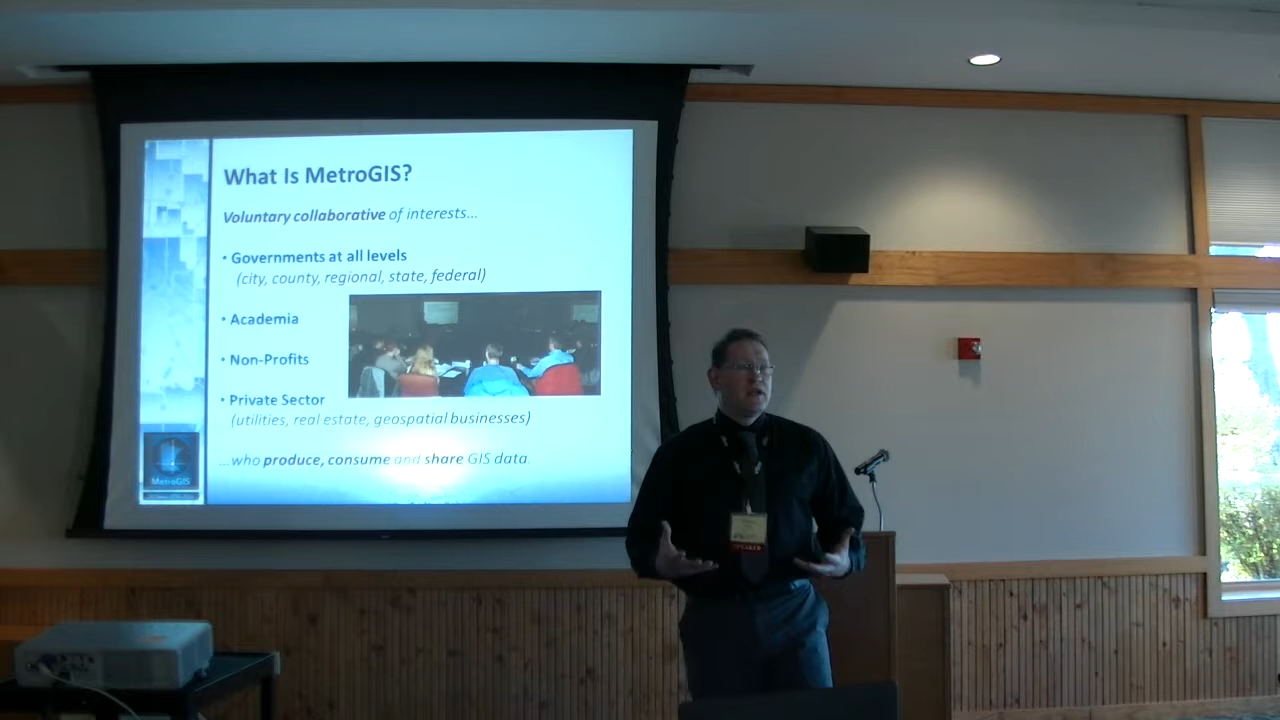 What Is MetroGIS?
Voluntary collaborative of interests...
• Governments at all levels
(city, county, regional, state, federal)
• Academia
• Non-Profits
• Private Sector
(utilities, real estate, geospatial businesses)
...who produce, consume and share GIS data.
MetroGIS
SPEAKER